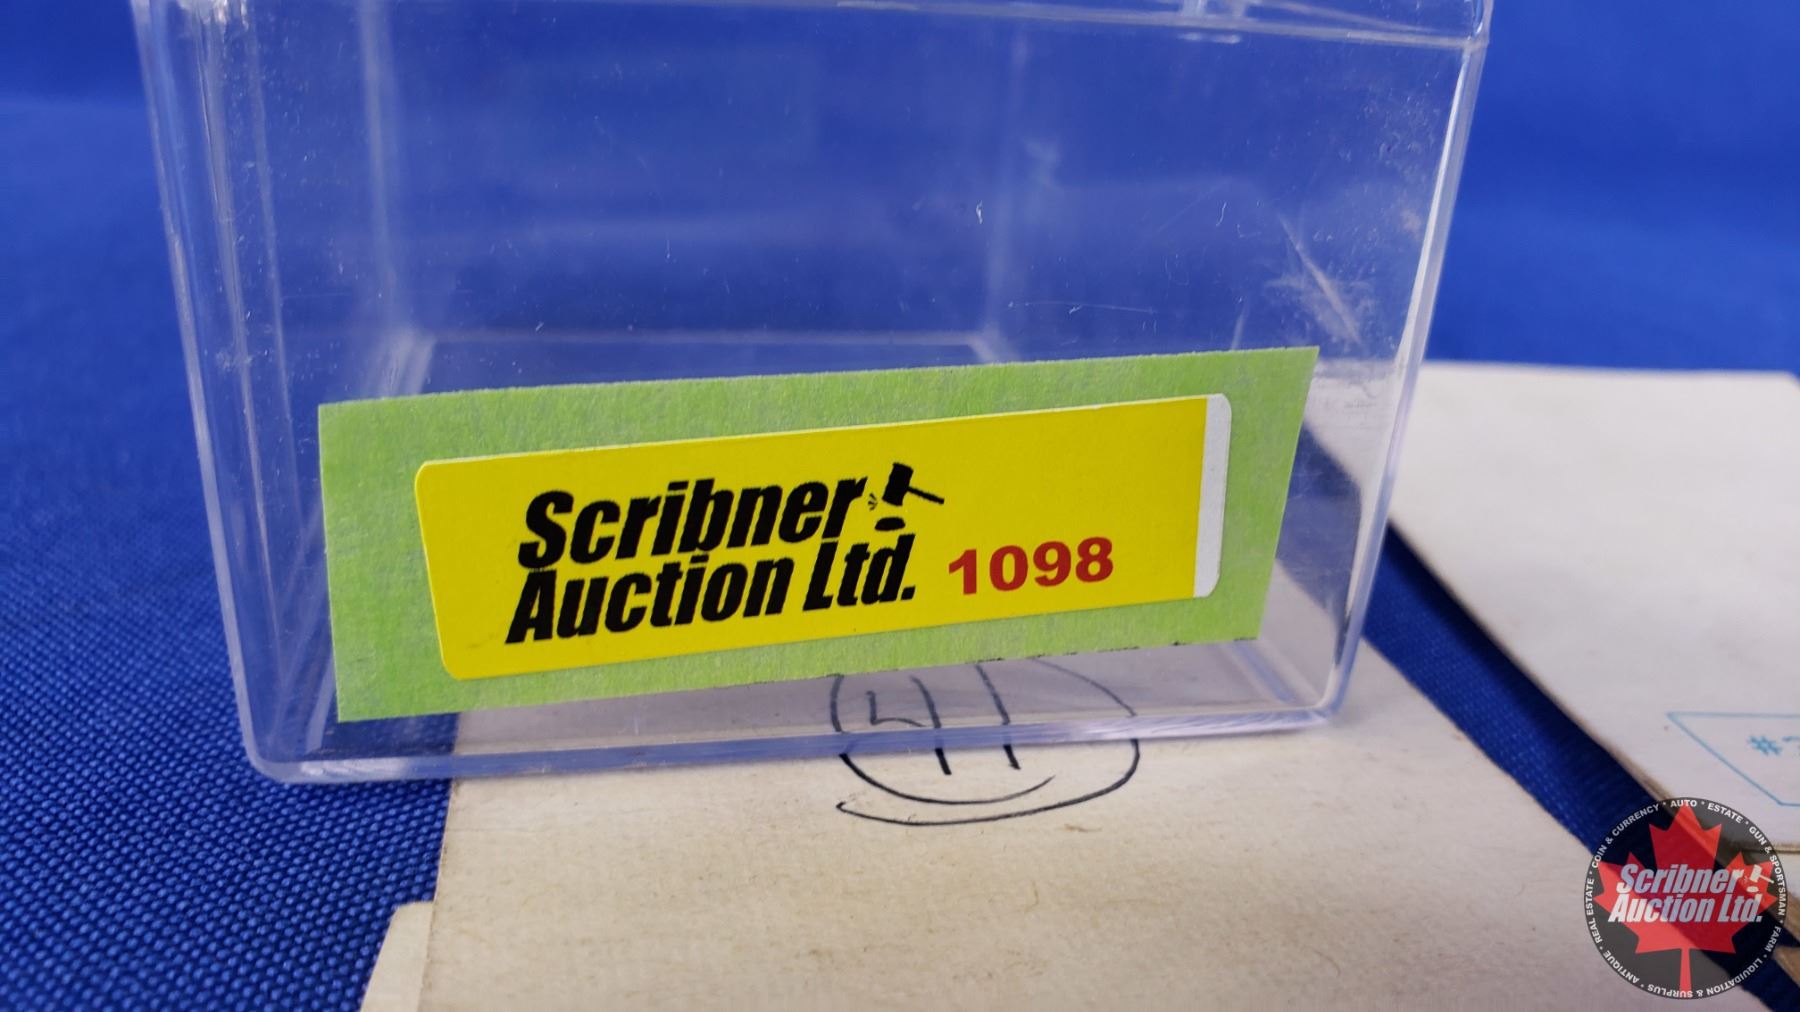 Scribner
Auction Ltd. 1098
41
#
COIN & CURRENCY * AUTO * ESTATE * GUN & SPORTSMAN * FARM * LIQUIDATION & SURPLUS * ANTIQUE * REAL ESTATE *
Scribner
Auction Ltd.